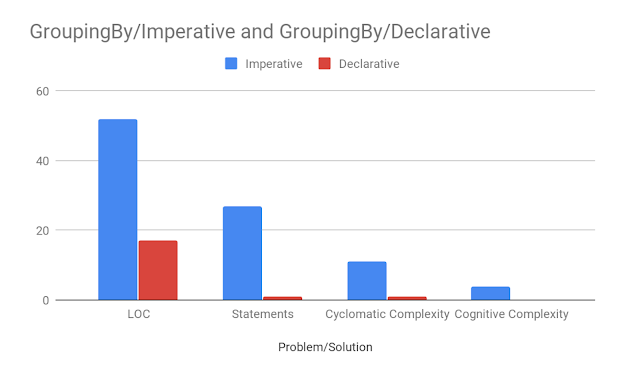 GroupingBy/Imperative and GroupingBy/Declarative
Imperative Declarative
60
40
20
0
LOC Statements Cyclomatic Complexity Cognitive Complexity
Problem/Solution